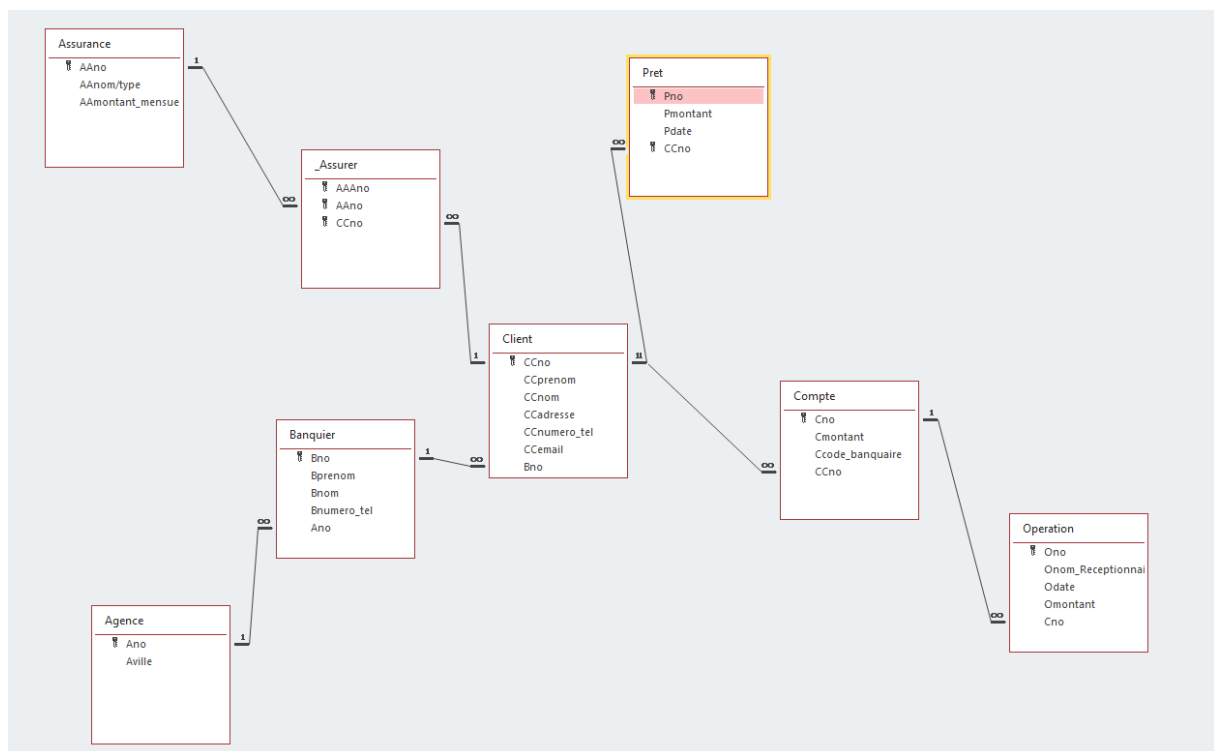 Assurance
AAno
AAnom/type
AAmontant_mensue
1
∞
_Assurer
AAAno
AAno
CCno
∞
1
Pret
Pno
Pmontant
Pdate
CCno
∞
Client
CCno
CCprenom
CCnom
CCadresse
CCnumero_tel
CCemail
Bno
1
1
∞
Banquier
Bno
Bprenom
Bnom
Bnumero_tel
Ano
1
∞
∞
Agence
Ano
Aville
1
Compte
Cno
Cmontant
Ccode_banquaire
CCno
1
∞
Operation
Ono
Onom_Receptionnai
Odate
Omontant
Cno
∞